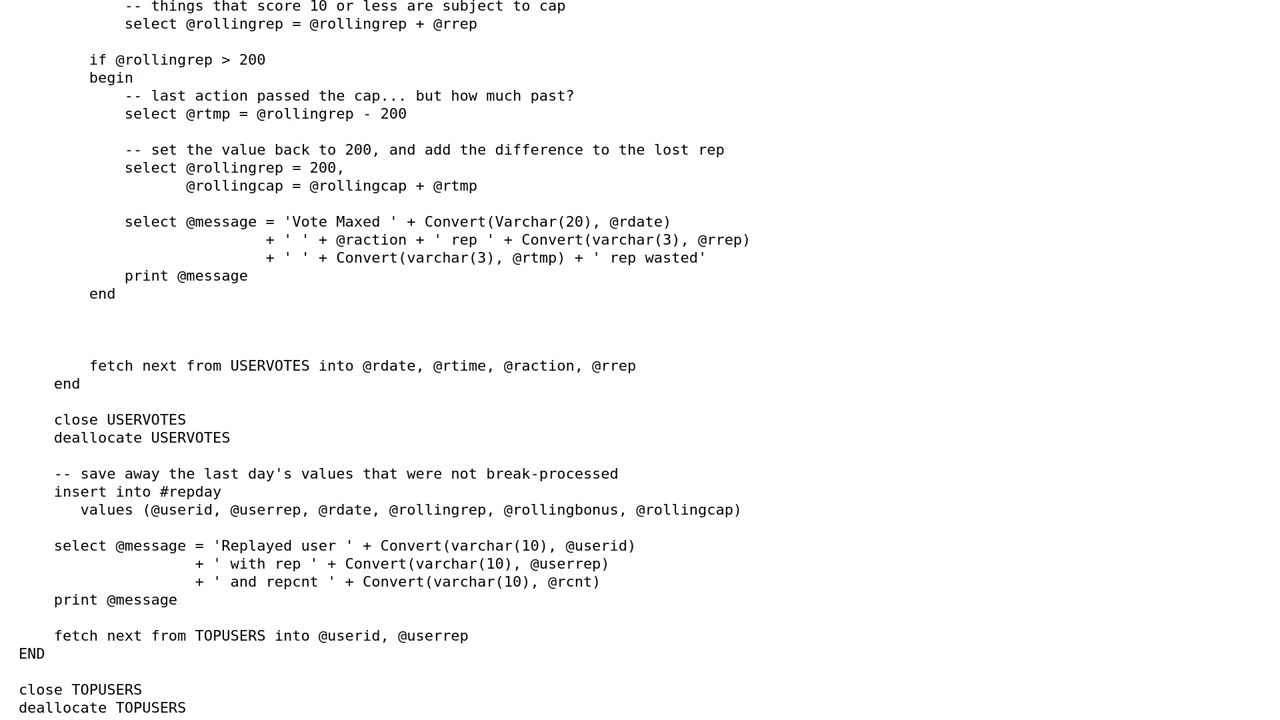 -- things that score 10 or less are subject to cap
select @rollingrep = @rollingrep + @rrep
if @rollingrep > 200
begin
-- last action passed the cap... but how much past?
select @rtmp = @rollingrep - 200
-- set the value back to 200, and add the difference to the lost rep
select @rollingrep = 200,
@rollingcap = @rollingcap + @rtmp
select @message = 'Vote Maxed ' + Convert(Varchar(20), @rdate)
+ ' ' + @raction + ' rep ' + Convert(varchar(3), @rrep)
+ ' ' + Convert(varchar(3), @rtmp) + ' rep wasted'
print @message
end
fetch next from USERVOTES into @rdate, @rtime, @raction, @rrep
end
close USERVOTES
deallocate USERVOTES
-- save away the last day's values that were not break-processed
insert into #repday
values (@userid, @userrep, @rdate, @rollingrep, @rollingbonus, @rollingcap)
select @message = 'Replayed user ' + Convert(varchar(10), @userid)
+ ' with rep ' + Convert(varchar(10), @userrep)
+ ' and repcnt ' + Convert(varchar(10), @rcnt)
print @message
fetch next from TOPUSERS into @userid, @userrep
END
close TOPUSERS
deallocate TOPUSERS